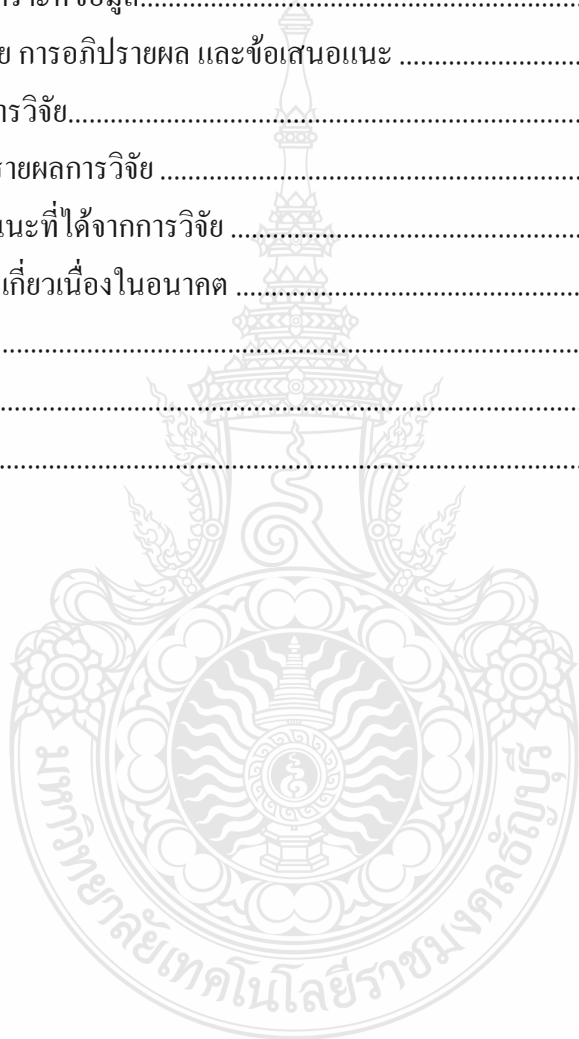 ข้อมูล................................................................
ย การอภิปรายผล และข้อเสนอแนะ ..........................
ารวิจัย................................................................
รายผลการวิจัย ......................................................
แนะที่ได้จากการวิจัย .............................................
เกี่ยวเนื่องในอนาคต .............................................
................................................................
................................................................
................................................................
มหาวิทยาลัยเทคโนโลยีราชมงคลธัญบุรี